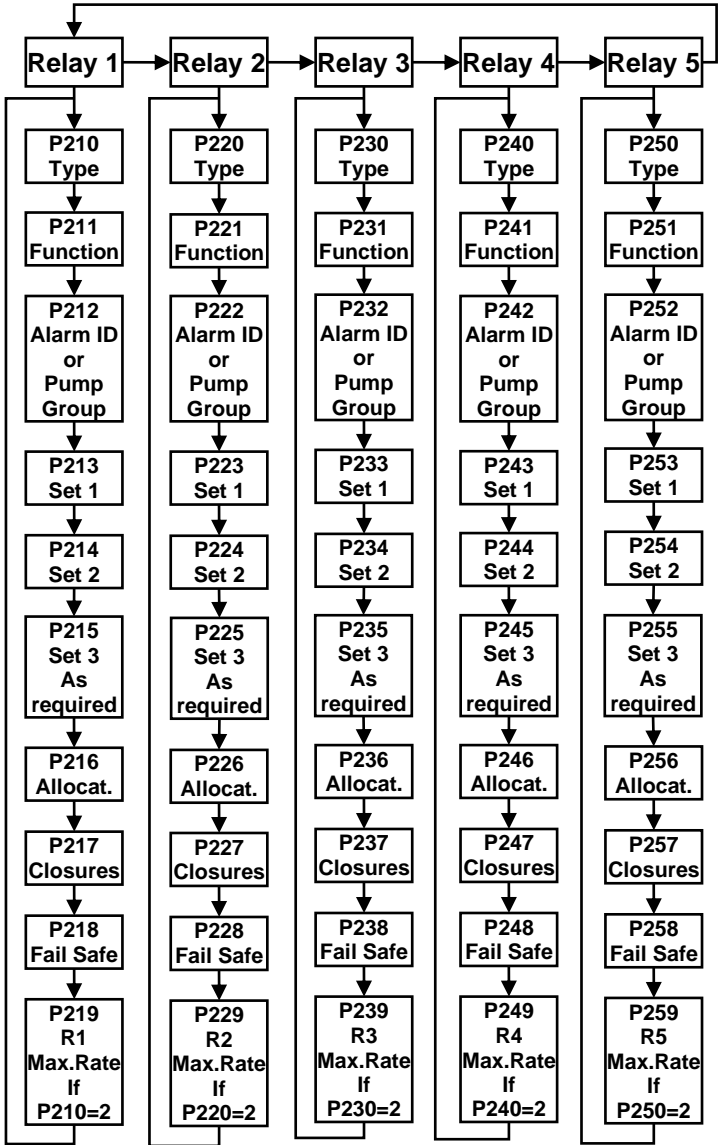 Relay 1
Relay 2
Relay 3
Relay 4
Relay 5
P210
Type
P211
Function
P212
Alarm ID
or
Pump
Group
P213
Set 1
P214
Set 2
P215
Set 3
As
required
P216
Allocat.
P217
Closures
P218
Fail Safe
P219
R1
Max.Rate
If
P210=2
P220
Type
P221
Function
P222
Alarm ID
or
Pump
Group
P223
Set 1
P224
Set 2
P225
Set 3
As
required
P226
Allocat.
P227
Closures
P228
Fail Safe
P229
R2
Max.Rate
If
P220=2
P230
Type
P231
Function
P232
Alarm ID
or
Pump
Group
P233
Set 1
P234
Set 2
P235
Set 3
As
required
P236
Allocat.
P237
Closures
P238
Fail Safe
P239
R3
Max.Rate
If
P230=2
P240
Type
P241
Function
P242
Alarm ID
or
Pump
Group
P243
Set 1
P244
Set 2
P245
Set 3
As
required
P246
Allocat.
P247
Closures
P248
Fail Safe
P249
R4
Max.Rate
If
P240=2
P250
Type
P251
Function
P252
Alarm ID
or
Pump
Group
P253
Set 1
P254
Set 2
P255
Set 3
As
required
P256
Allocat.
P257
Closures
P258
Fail Safe
P259
R5
Max.Rate
If
P250=2